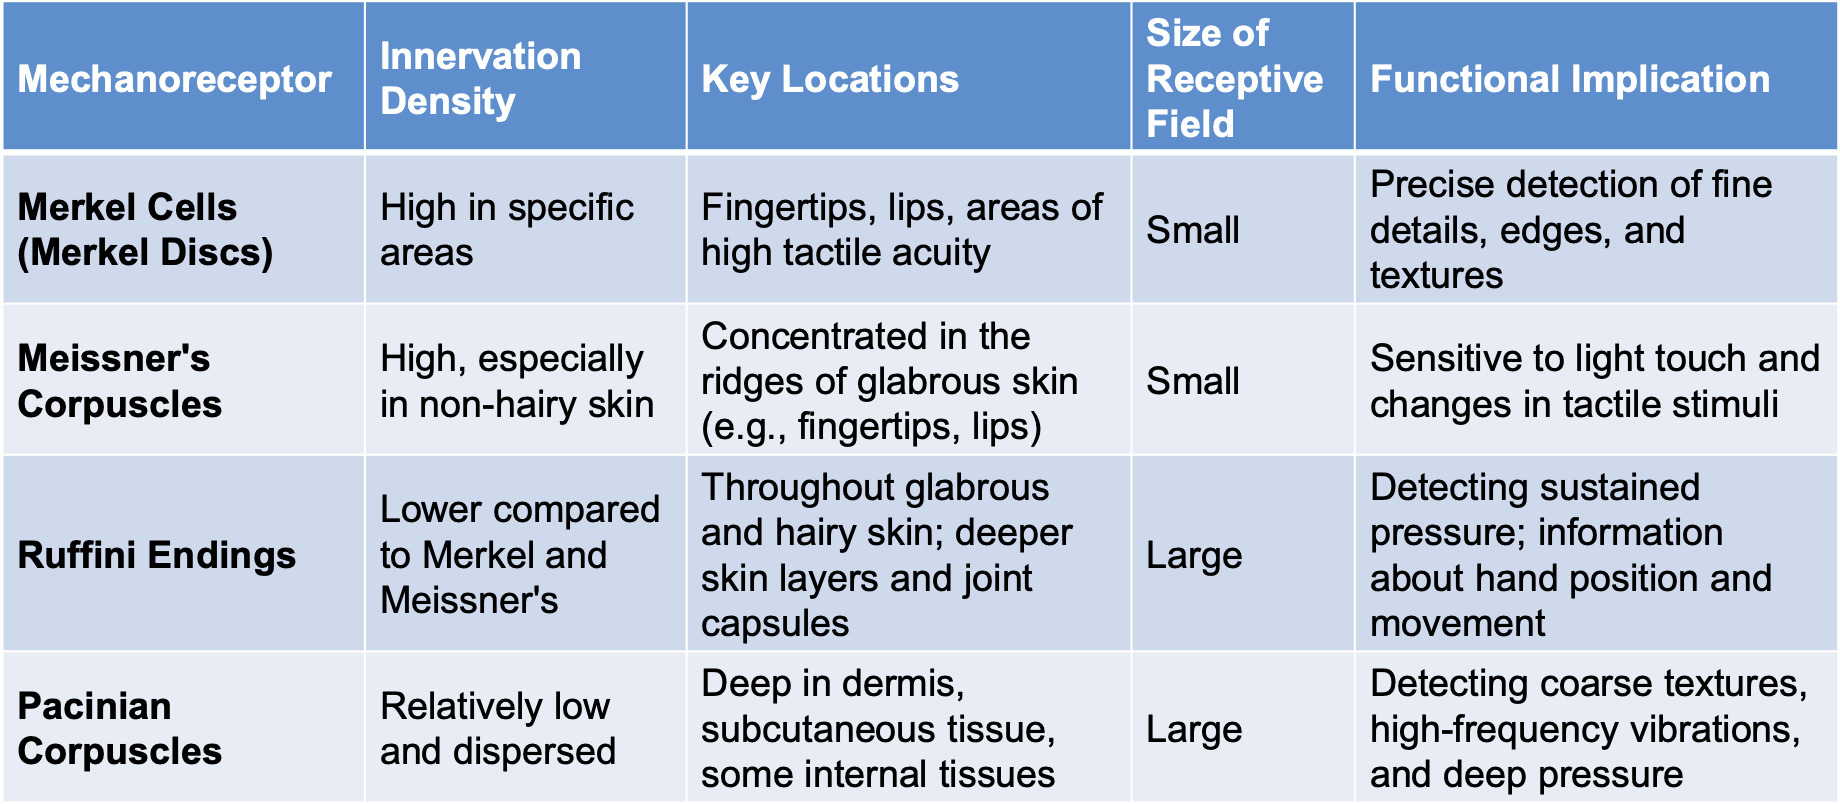 Mechanoreceptor
Innervation
Density
Key Locations
Size of
Receptive
Field
Functional Implication
Merkel Cells
(Merkel Discs)
High in specific
areas
Fingertips, lips, areas of
high tactile acuity
Small
Precise detection of fine
details, edges, and
textures
Meissner's
Corpuscles
High, especially
in non-hairy skin
Concentrated in the
ridges of glabrous skin
(e.g., fingertips, lips)
Small
Sensitive to light touch and
changes in tactile stimuli
Ruffini Endings
Lower compared
to Merkel and
Meissner's
Throughout glabrous
and hairy skin; deeper
skin layers and joint
capsules
Large
Detecting sustained
pressure; information
about hand position and
movement
Pacinian
Corpuscles
Relatively low
and dispersed
Deep in dermis,
subcutaneous tissue,
some internal tissues
Large
Detecting coarse textures,
high-frequency vibrations,
and deep pressure